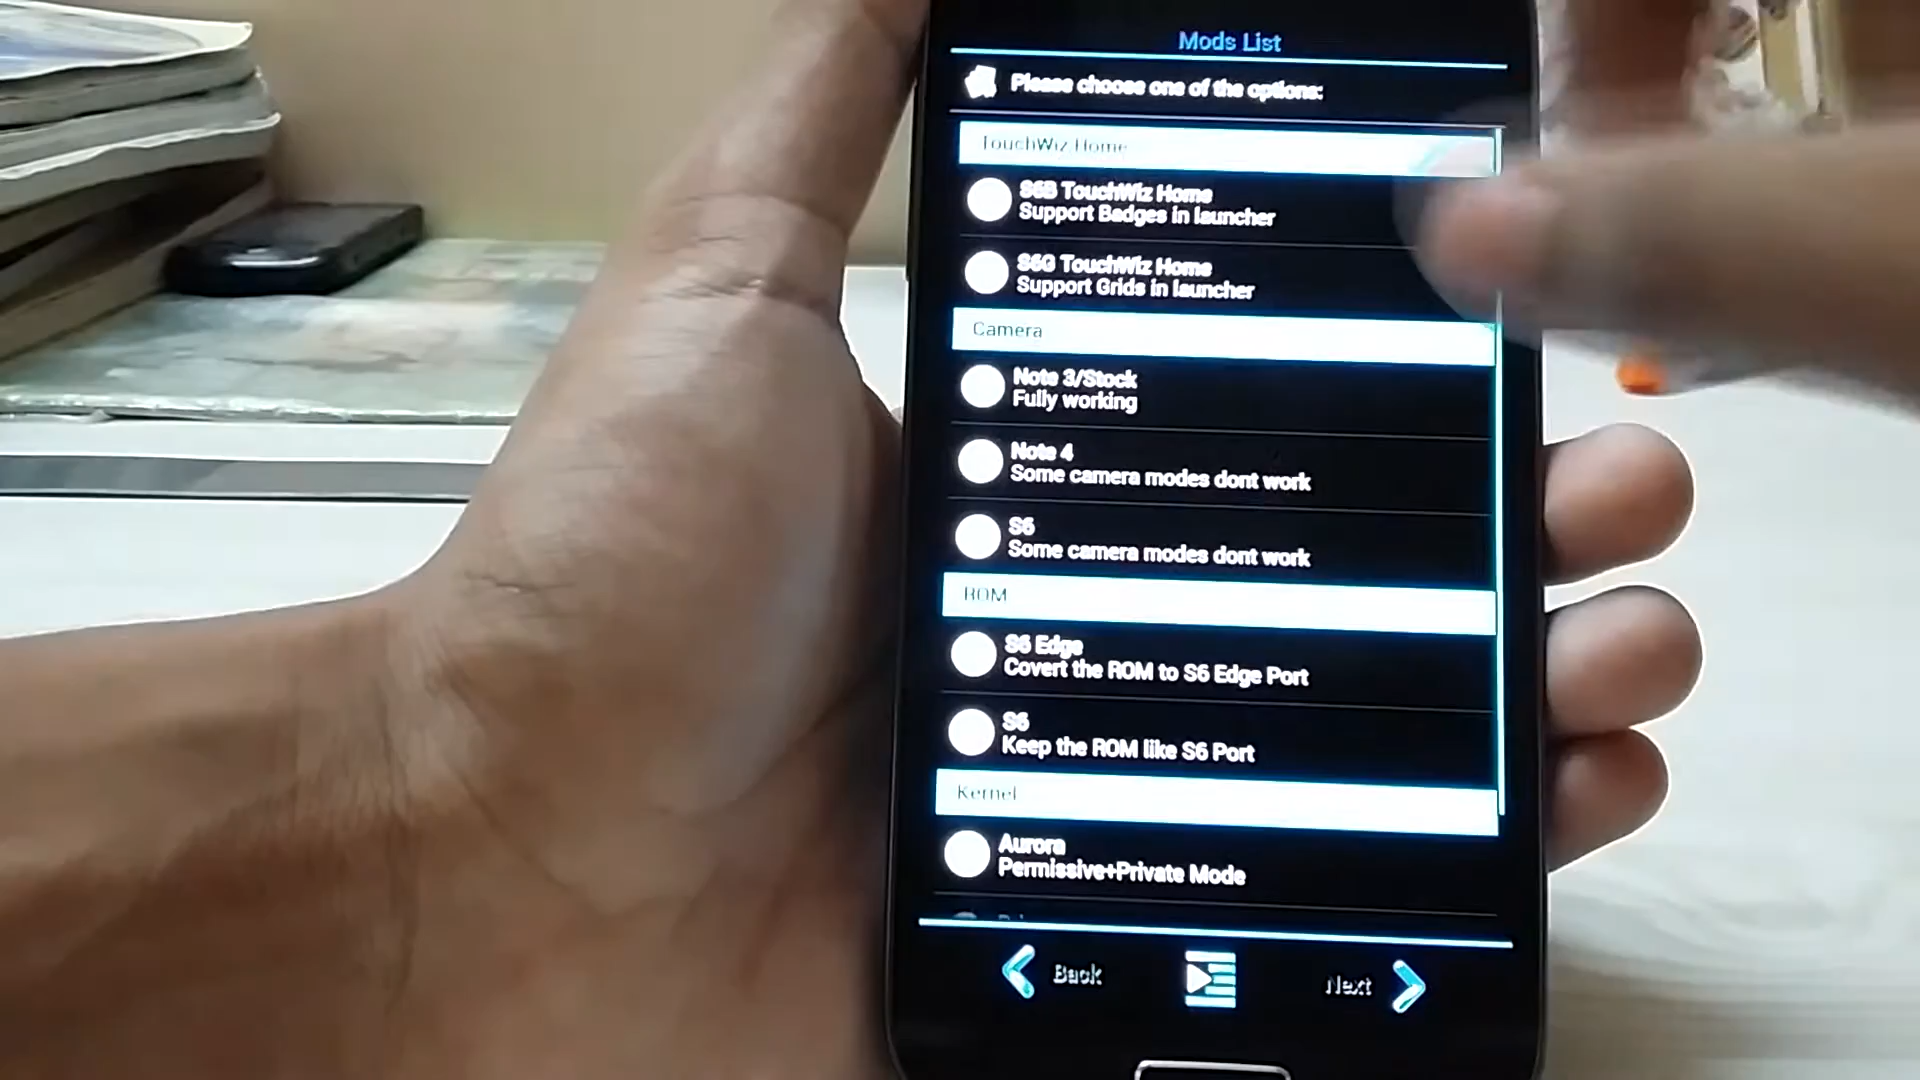 Mods List
Please choose one of the options:
TouchWiz Home
S6B TouchWiz Home
Support Badges in launcher
S6G TouchWiz Home
Support Grids in launcher
Camera
Note 3/Stock
Fully working
Note 4
Some camera modes dont work
S6
Some camera modes dont work
ROM
S6 Edge
Covert the ROM to S6 Edge Port
S6
Keep the ROM like S6 Port
Kernel
Aurora
Permissive+Private Mode
Back
Next